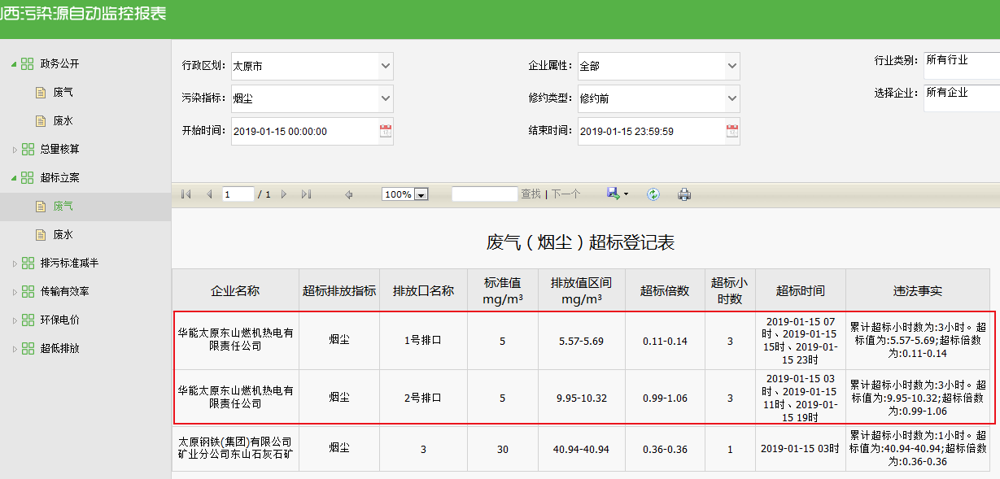 西污染源自动监控报表
政务公开
废气
废水
总量核算
超标立案
废气
废水
排污标准减半
传输有效率
环保电价
超低排放
行政区划: 太原市
企业属性: 全部
行业类别: 所有行业
污染指标: 烟尘
修约类型: 修约前
选择企业: 所有企业
开始时间: 2019-01-15 00:00:00
结束时间: 2019-01-15 23:59:59
1 / 1 100% 查找 | 下一个
废气（烟尘）超标登记表
企业名称 超标排放指标 排放口名称 标准值 mg/m³ 排放值区间 mg/m³ 超标倍数 超标小时数 超标时间 违法事实
华能太原东山燃机热电有
限责任公司
烟尘
1号排口
5
5.57-5.69
0.11-0.14
3
2019-01-15 07
时、2019-01-15
15时、2019-01-
15 23时
累计超标小时数为:3小时。超
标值为:5.57-5.69;超标倍数
为:0.11-0.14
华能太原东山燃机热电有
限责任公司
烟尘
2号排口
5
9.95-10.32
0.99-1.06
3
2019-01-15 03
时、2019-01-15
11时、2019-01-
15 19时
累计超标小时数为:3小时。超
标值为:9.95-10.32;超标倍数
为:0.99-1.06
太原钢铁(集团)有限公司
矿业分公司东山石灰石矿
烟尘
3
30
40.94-40.94
0.36-0.36
1
2019-01-15 03时
累计超标小时数为:1小时。超
标值为:40.94-40.94;超标倍数
为:0.36-0.36